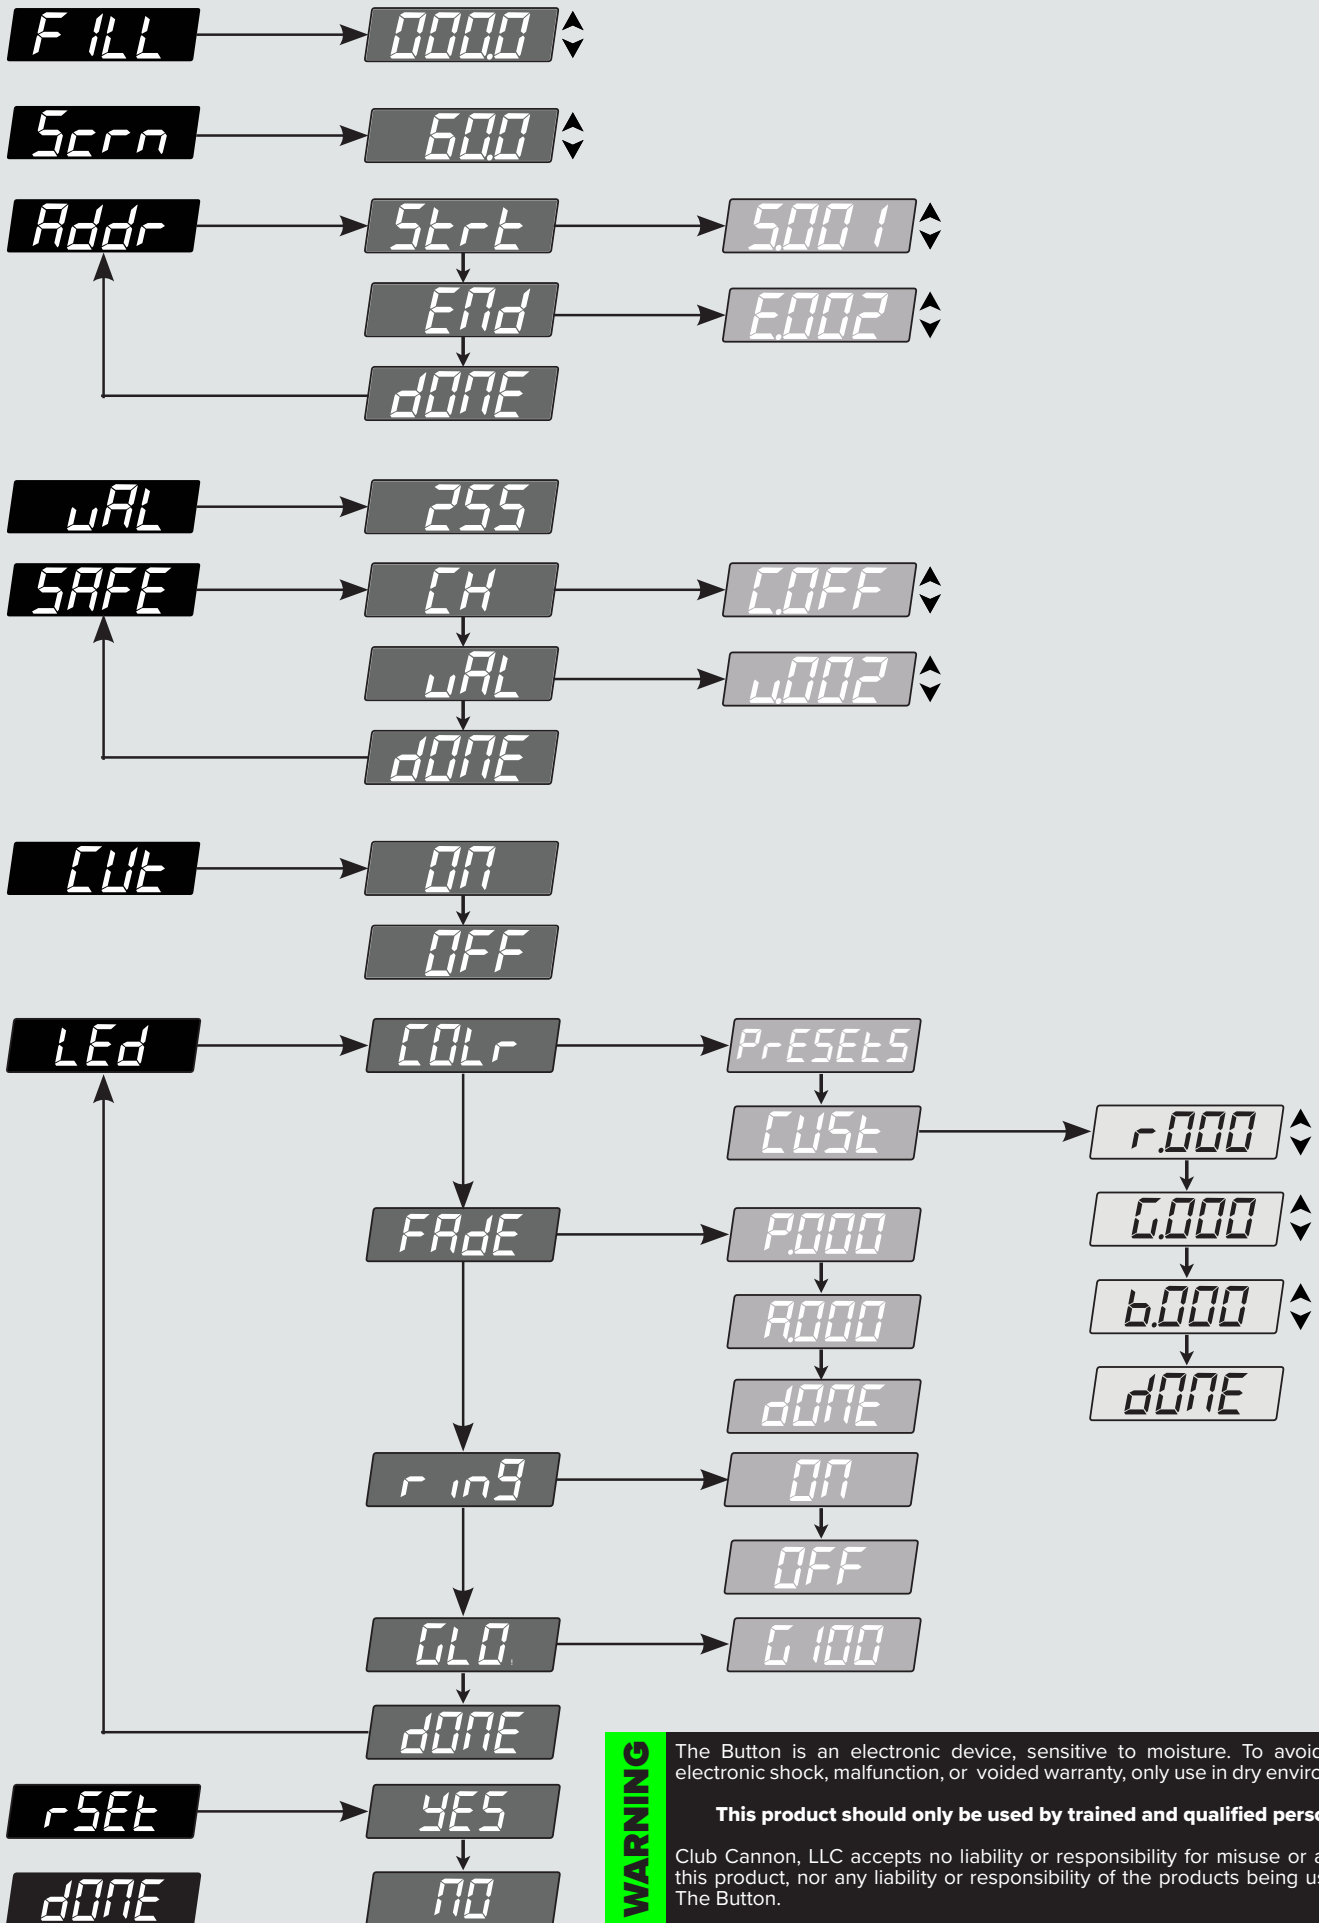 FILL 000.0
Scrn 60.0
Addr Strt S.001
End E.002
dONE
vAL 255
SAFE CH C.OFF
vAL v.002
dONE
CUt ON
OFF
LEd COLr PrESEtS
CUSt r.000
G.000
FAdE P.000
b.000
A.000
dONE
dONE
ring ON
OFF
GLO. G100
dONE
WARNING
The Button is an electronic device, sensitive to moisture. To avoid
electronic shock, malfunction, or voided warranty, only use in dry enviro
This product should only be used by trained and qualified perso
Club Cannon, LLC accepts no liability or responsibility for misuse or a
this product, nor any liability or responsibility of the products being us
The Button.
rSEt YES
dONE NO